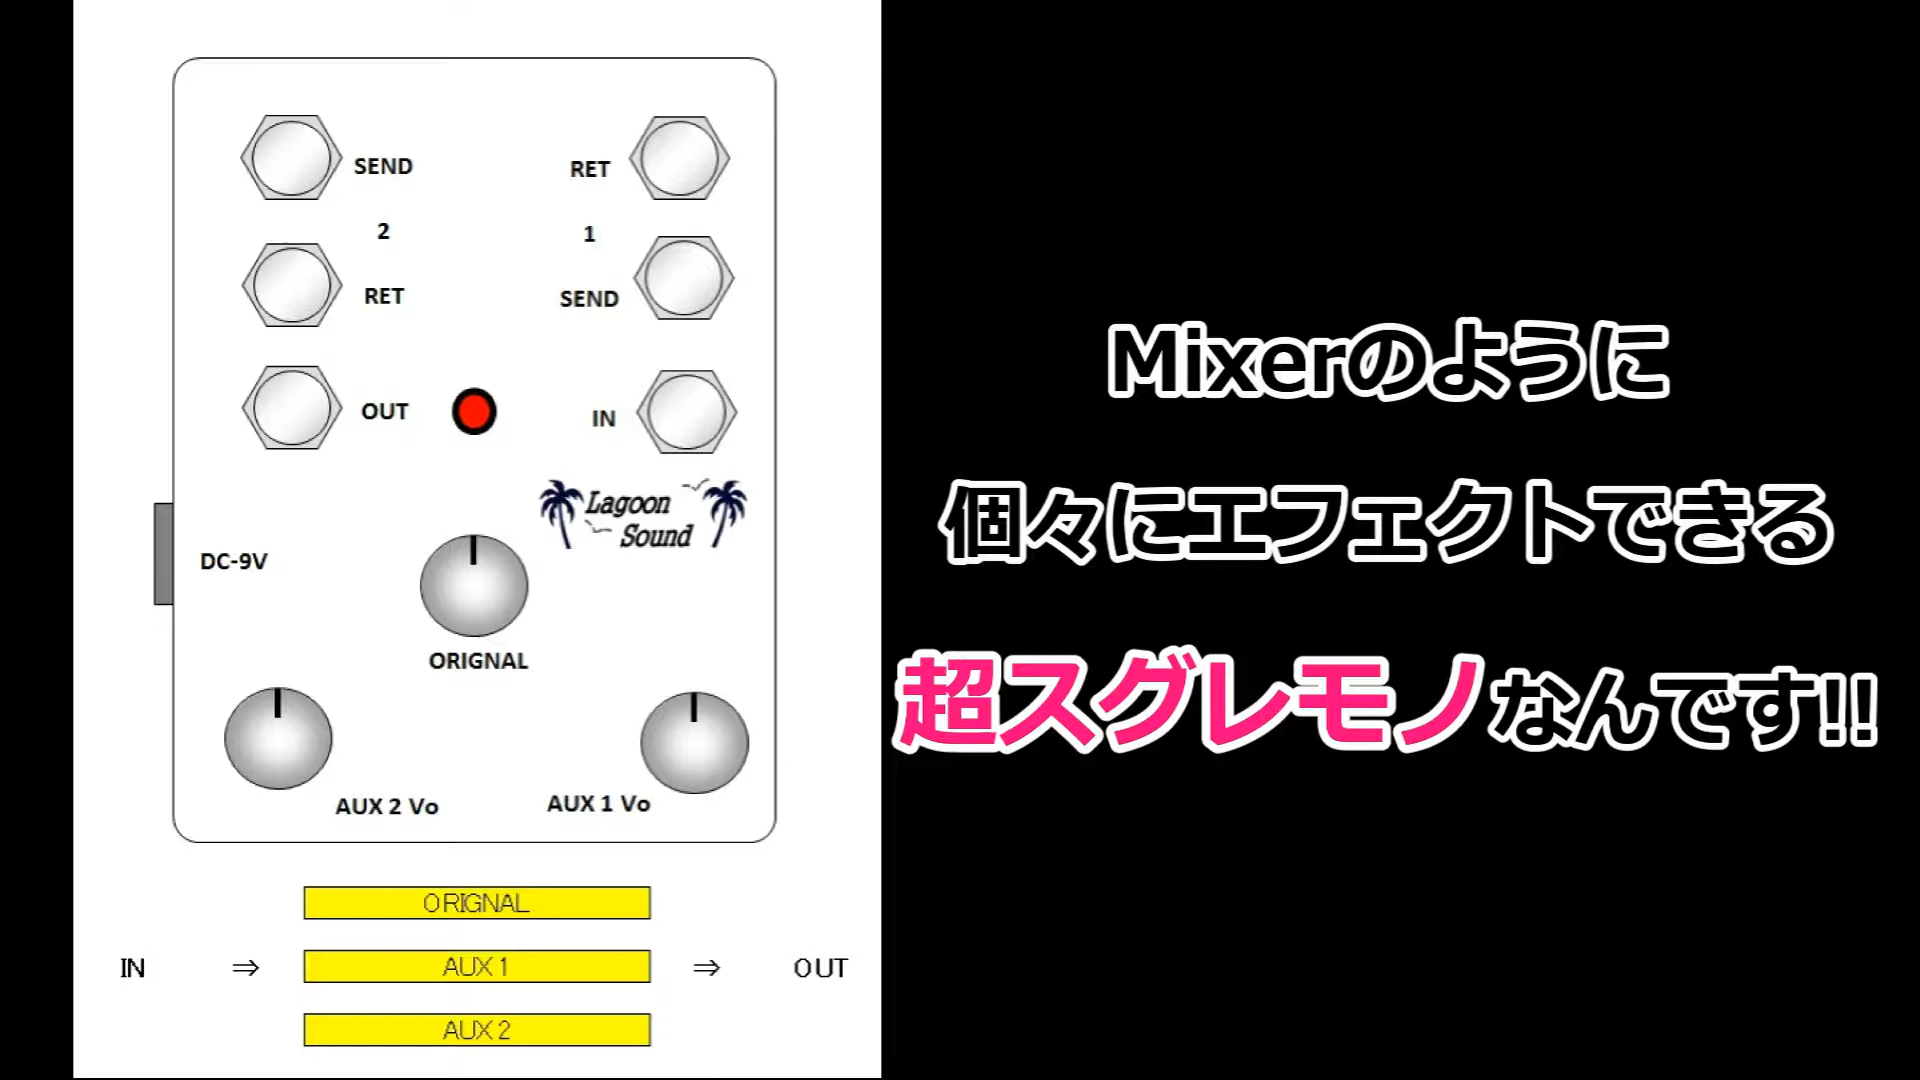 SEND
RET
2
1
RET
SEND
OUT
IN
Lagoon
Sound
DC-9V
ORIGNAL
AUX 2 Vo
AUX 1 Vo
ORIGNAL
IN ⇒ AUX 1 ⇒ OUT
AUX 2
Mixerのように
個々にエフェクトできる
超スグレモノなんです!!